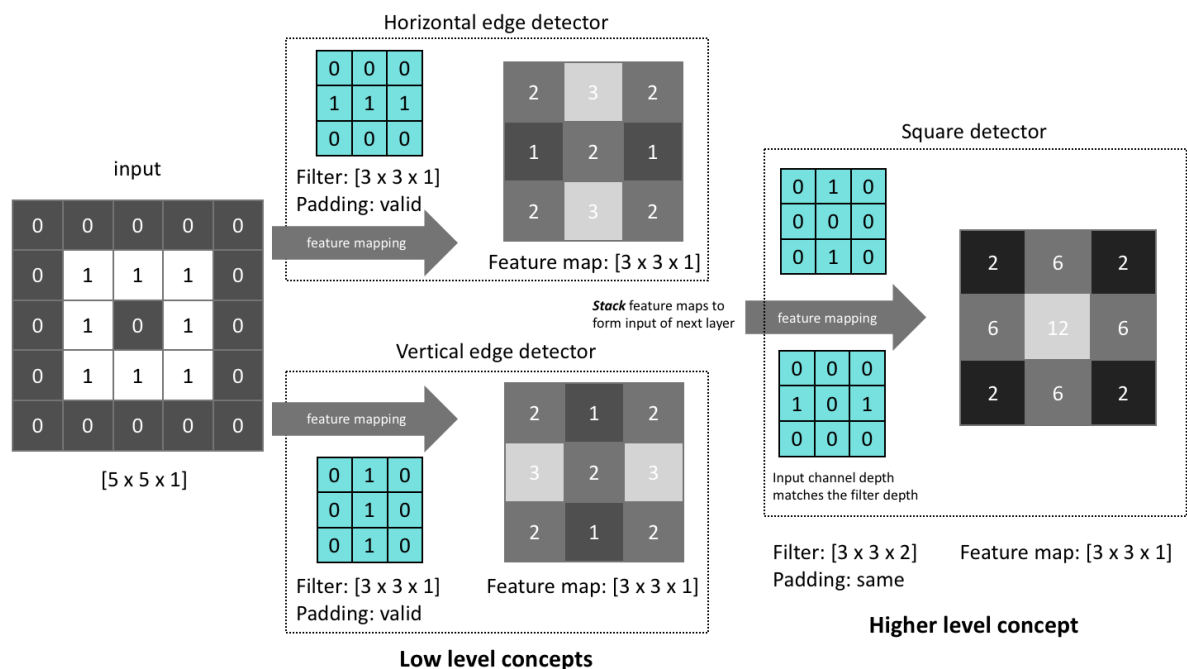 Horizontal edge detector
0 0 0
1 1 1
0 0 0
Filter: [3 x 3 x 1]
Padding: valid
feature mapping
2 3 2
1 2 1
2 3 2
Feature map: [3 x 3 x 1]
input
0 0 0 0 0
0 1 1 1 0
0 1 0 1 0
0 1 1 1 0
0 0 0 0 0
[5 x 5 x 1]
Vertical edge detector
feature mapping
0 1 0
0 1 0
0 1 0
Filter: [3 x 3 x 1]
Padding: valid
2 1 2
3 2 3
2 1 2
Feature map: [3 x 3 x 1]
Low level concepts
Stack feature maps to
form input of next layer
Square detector
0 1 0
0 0 0
0 1 0
feature mapping
0 0 0
1 0 1
0 0 0
Input channel depth
matches the filter depth
2 6 2
6 12 6
2 6 2
Filter: [3 x 3 x 2]
Padding: same
Feature map: [3 x 3 x 1]
Higher level concept